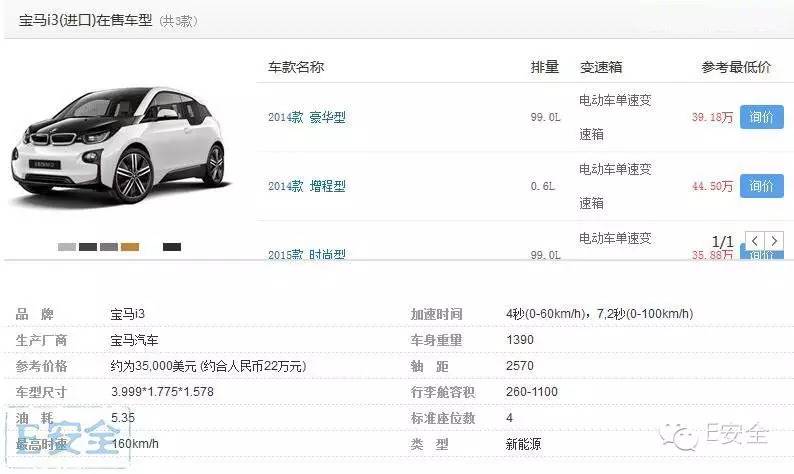 宝马i3(进口)在售车型 (共3款)
车款名称 排量 变速箱 参考最低价
2014款 豪华型 99.0L 电动车单速变速箱 39.18万 询价
2014款 增程型 0.6L 电动车单速变速箱 44.50万 询价
2015款 时尚型 99.0L 电动车单速变 35.88万 询价
1/1
品 牌 宝马i3 加速时间 4秒(0-60km/h)，7,2秒(0-100km/h)
生产厂商 宝马汽车 车身重量 1390
参考价格 约为35,000美元 (约合人民币22万元) 轴 距 2570
车型尺寸 3.999*1.775*1.578 行李舱容积 260-1100
油 耗 5.35 标准座位数 4
最高时速 160km/h 类 型 新能源
E安全
E安全